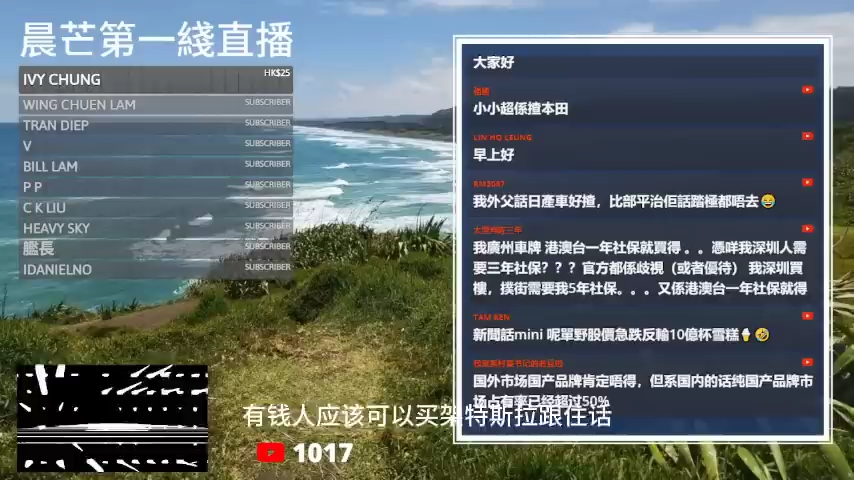 晨芒第一綫直播
IVY CHUNG HK$25
WING CHUEN LAM SUBSCRIBER
TRAN DIEP SUBSCRIBER
V SUBSCRIBER
BILL LAM SUBSCRIBER
P P SUBSCRIBER
C K LIU SUBSCRIBER
HEAVY SKY SUBSCRIBER
艦長 SUBSCRIBER
IDANIELNO SUBSCRIBER
大家好
小小超係揸本田
LIN HO LEUNG
早上好
我外父話日產車好揸，比部平治佢話踏極都唔去😂
我廣州車牌 港澳台一年社保就買得 。。憑咩我深圳人需
要三年社保？？？官方都係歧視（或者優待） 我深圳買
樓，撲街需要我5年社保。。。又係港澳台一年社保就得
TAM KEN
新聞話mini 呢單野股價急跌反輸10億杯雪糕🍦🤣
国外市场国产品牌肯定唔得，但系国内的话纯国产品牌市
场占有率已经超过50%
有钱人应该可以买架特斯拉跟住话
1017